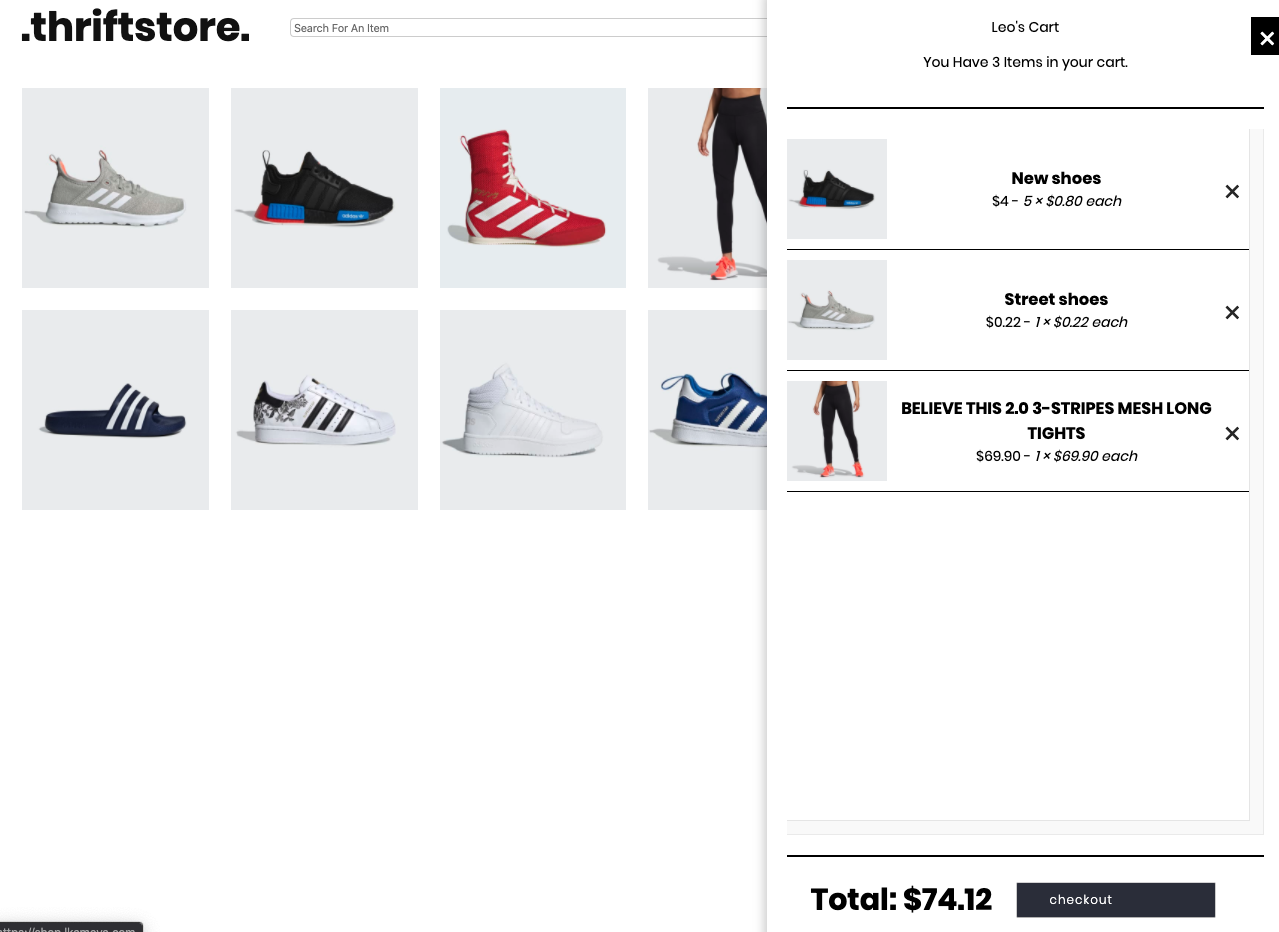 .thriftstore.
Search For An Item
Leo's Cart
You Have 3 Items in your cart.
New shoes
$4 - 5 × $0.80 each
Street shoes
$0.22 - 1 × $0.22 each
BELIEVE THIS 2.0 3-STRIPES MESH LONG
TIGHTS
$69.90 - 1 × $69.90 each
Total: $74.12
checkout